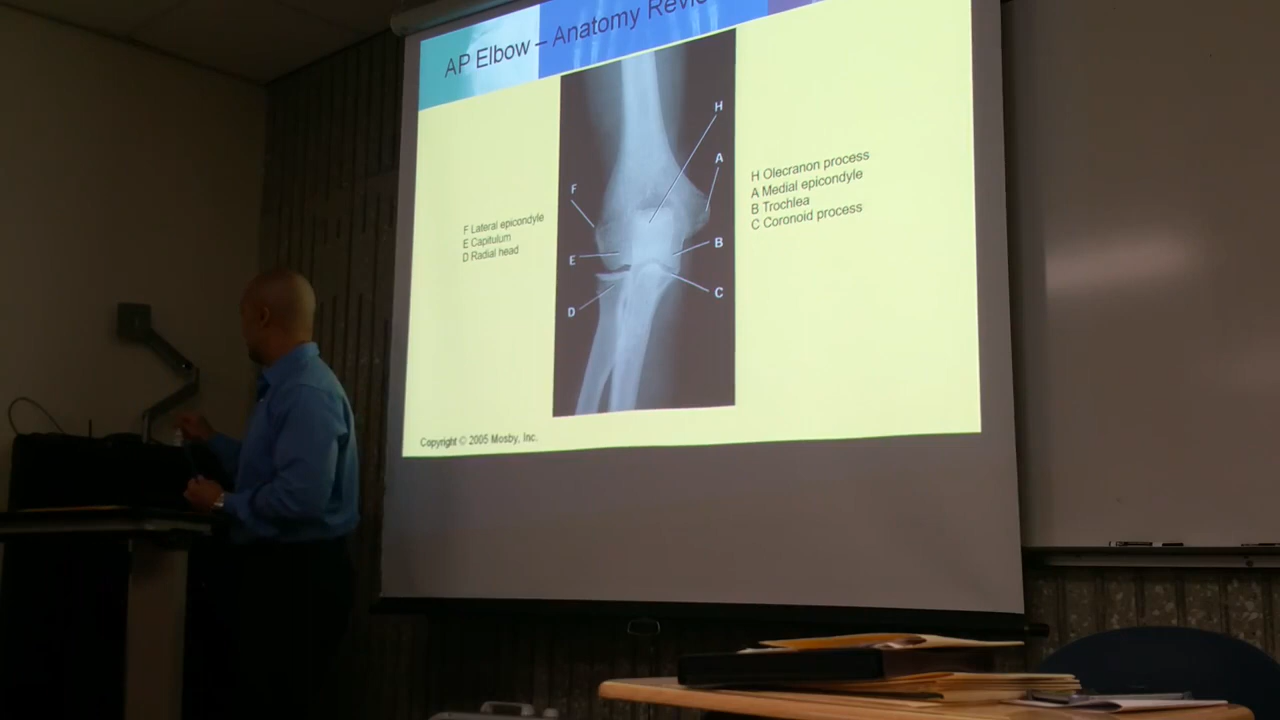 AP Elbow – Anatomy
H
A
F
B
E
C
D
F Lateral epicondyle
E Capitulum
D Radial head
H Olecranon process
A Medial epicondyle
B Trochlea
C Coronoid process
Copyright © 2005 Mosby, Inc.